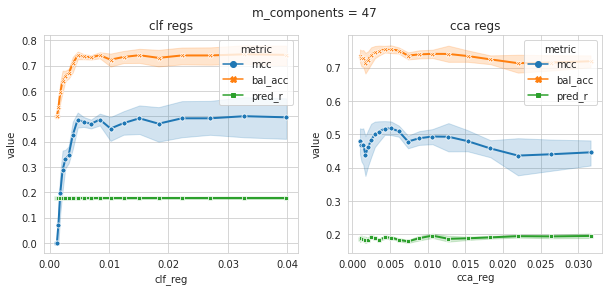 m_components = 47
clf regs
0.8
0.7
0.6
0.5
0.4
0.3
0.2
0.1
0.0
value
metric
mcc
bal_acc
pred_r
0.00
0.01
0.02
0.03
0.04
clf_reg
cca regs
0.7
0.6
0.5
0.4
0.3
0.2
value
metric
mcc
bal_acc
pred_r
0.000
0.005
0.010
0.015
0.020
0.025
0.030
cca_reg